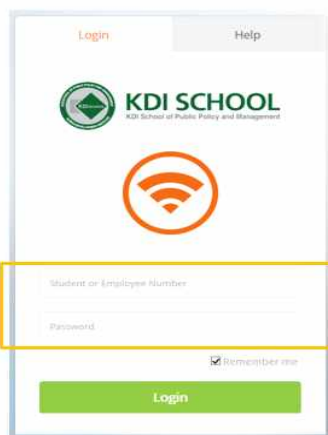 Login
Help
KDI SCHOOL
KDI School of Public Policy and Management
Student or Employee Number
Password
Remember me
Login